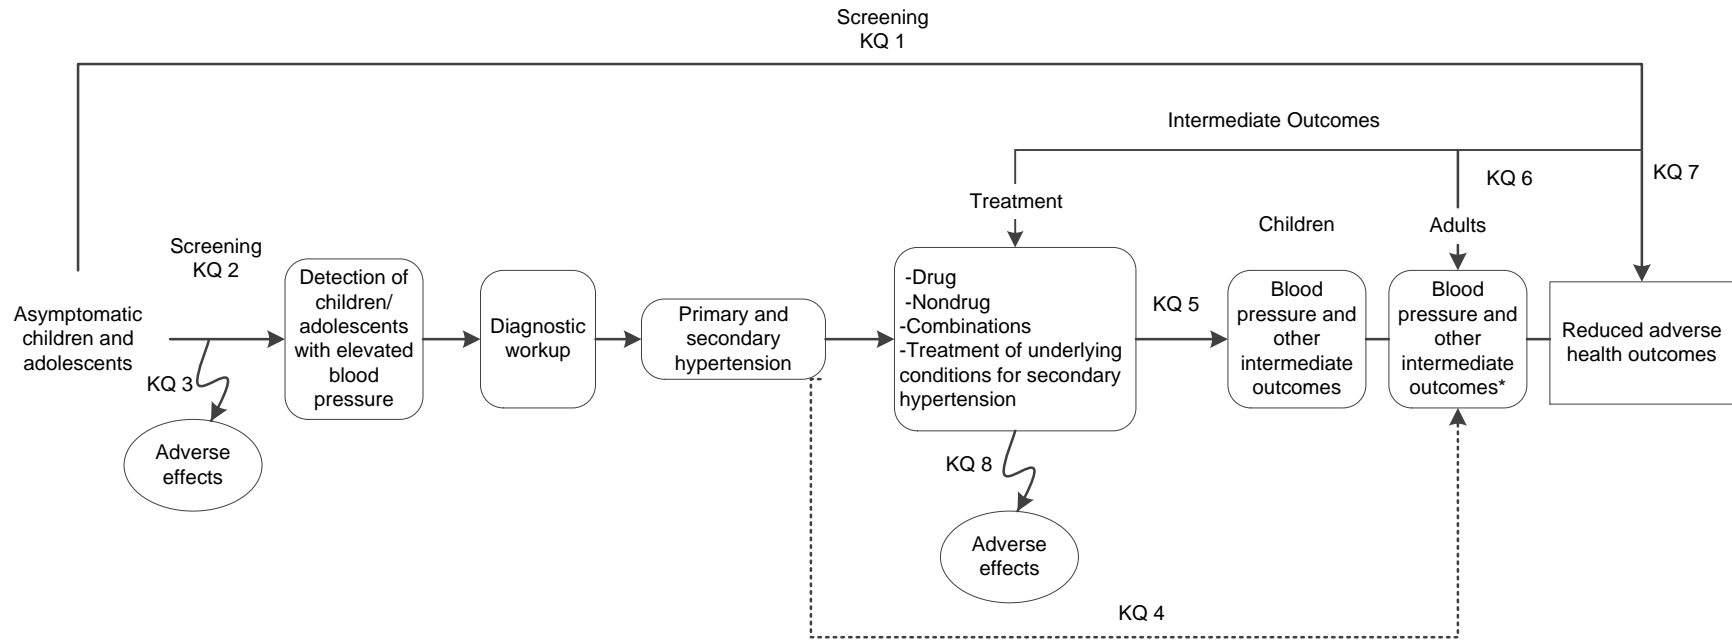 Screening
KQ 1
Intermediate Outcomes
KQ 6
KQ 7
Treatment
Children
Adults
Screening
KQ 2
Asymptomatic
children and
adolescents
KQ 3
Adverse
effects
Detection of
children/
adolescents
with elevated
blood
pressure
Diagnostic
workup
Primary and
secondary
hypertension
-Drug
-Nondrug
-Combinations
-Treatment of underlying
conditions for secondary
hypertension
KQ 5
Blood
pressure and
other
intermediate
outcomes
Blood
pressure and
other
intermediate
outcomes*
Reduced adverse
health outcomes
KQ 8
Adverse
effects
KQ 4